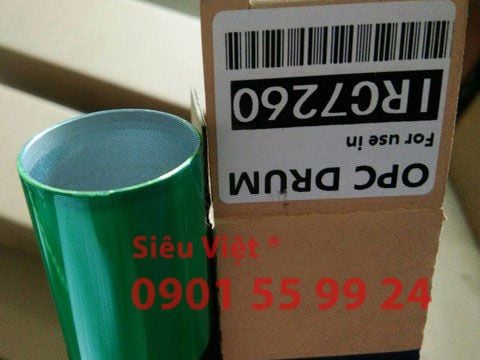 OPC DRUM
For use in
IRC7260
Siêu Việt ®
0901 55 99 24